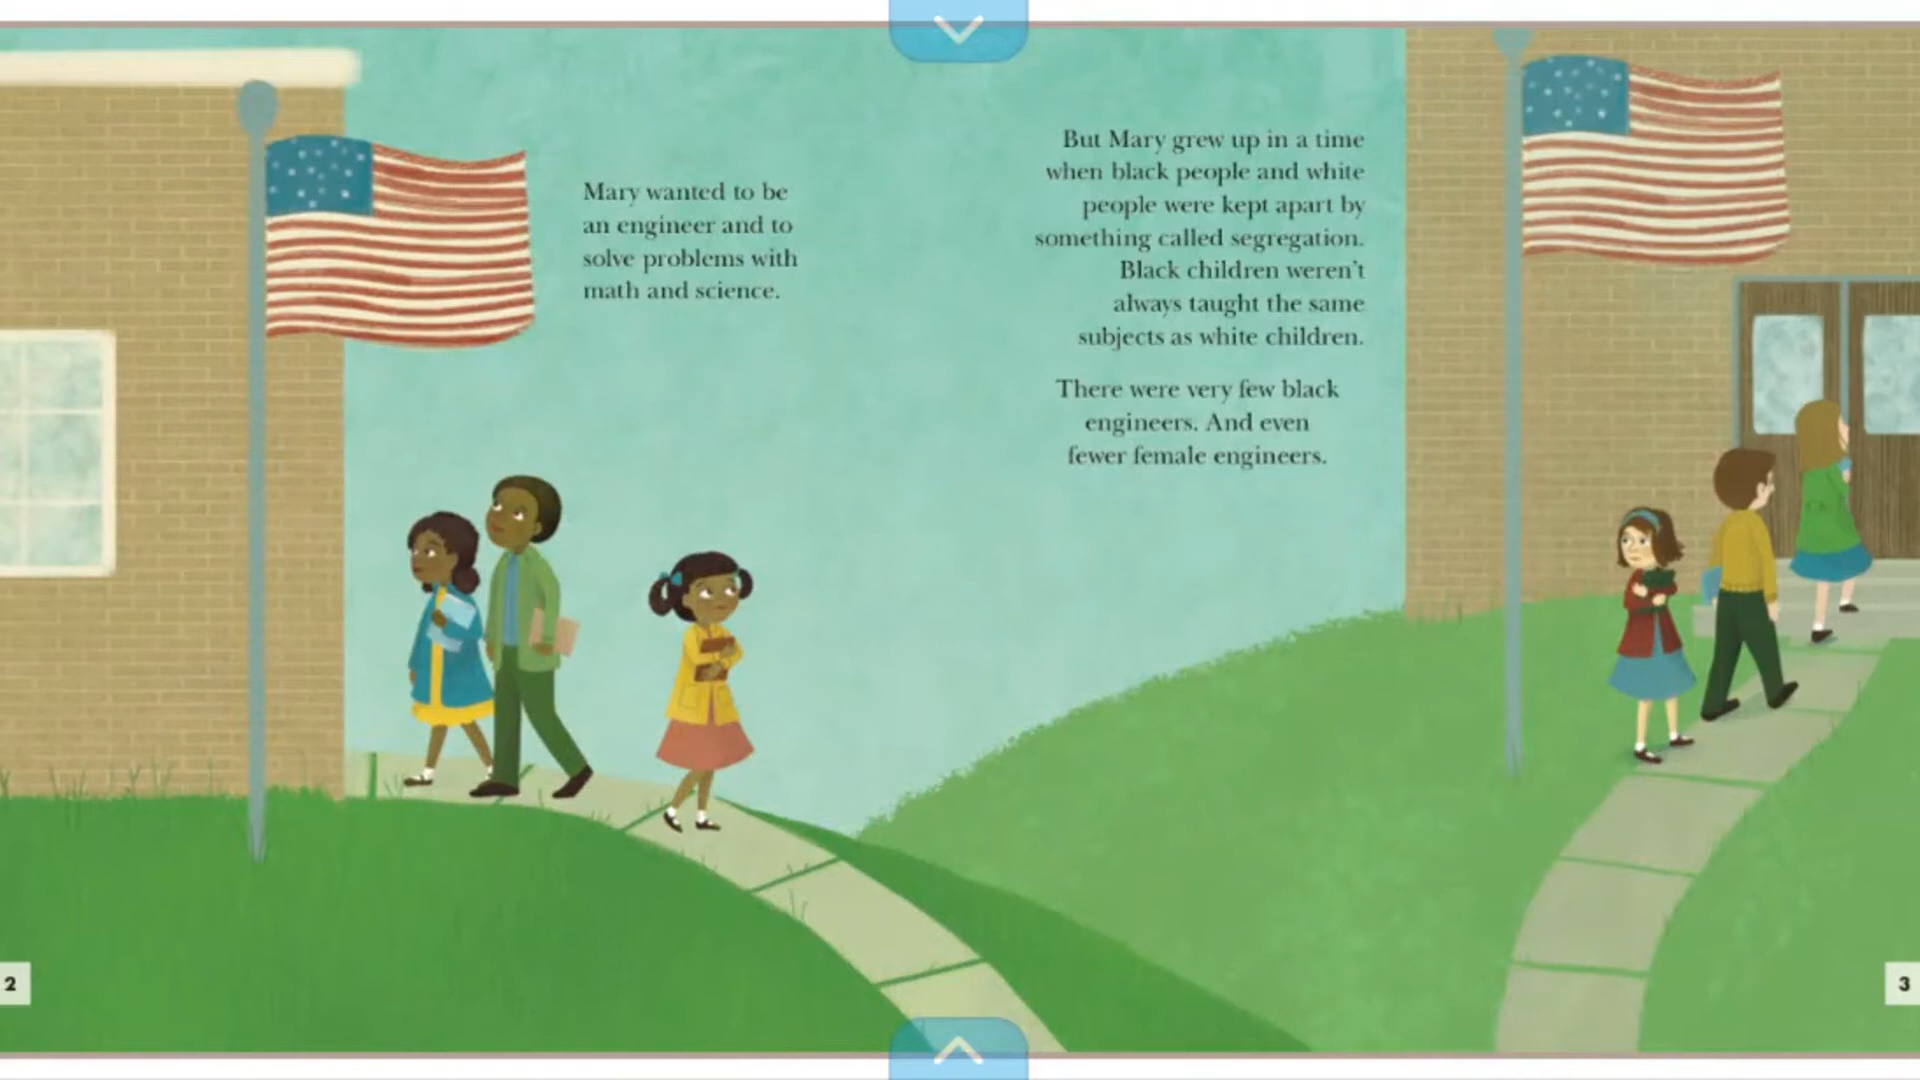 Mary wanted to be
an engineer and to
solve problems with
math and science.
But Mary grew up in a time
when black people and white
people were kept apart by
something called segregation.
Black children weren't
always taught the same
subjects as white children.
There were very few black
engineers. And even
fewer female engineers.
2
3